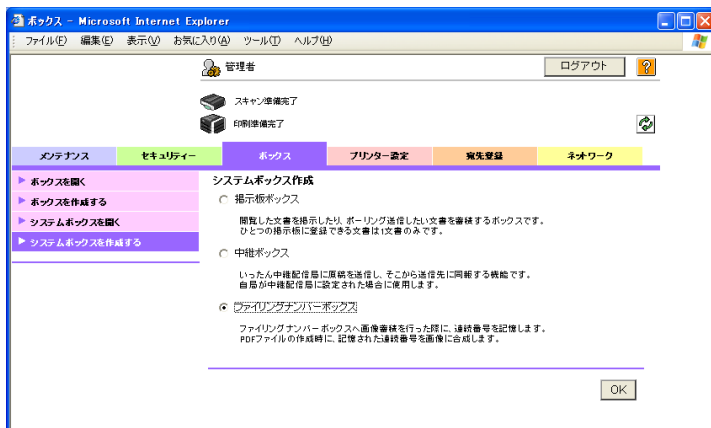 ボックス - Microsoft Internet Explorer
ファイル(F) 編集(E) 表示(V) お気に入り(A) ツール(T) ヘルプ(H)
管理者
ログアウト
?
スキャン準備完了
印刷準備完了
メンテナンス セキュリティー ボックス プリンター設定 宛先登録 ネットワーク
ボックスを開く
ボックスを作成する
システムボックスを開く
システムボックスを作成する
システムボックス作成
掲示板ボックス
閲覧した文書を掲示したり、ポーリング送信したい文書を蓄積するボックスです。
ひとつの掲示板に登録できる文書は1文書のみです。
中継ボックス
いったん中継配信局に原稿を送信し、そこから送信先に同報する機能です。
自局が中継配信局に設定された場合に使用します。
ファイリングナンバーボックス
ファイリングナンバーボックスへ画像蓄積を行った際に、連続番号を記憶します。
PDFファイルの作成時に、記憶された連続番号を画像に合成します。
OK